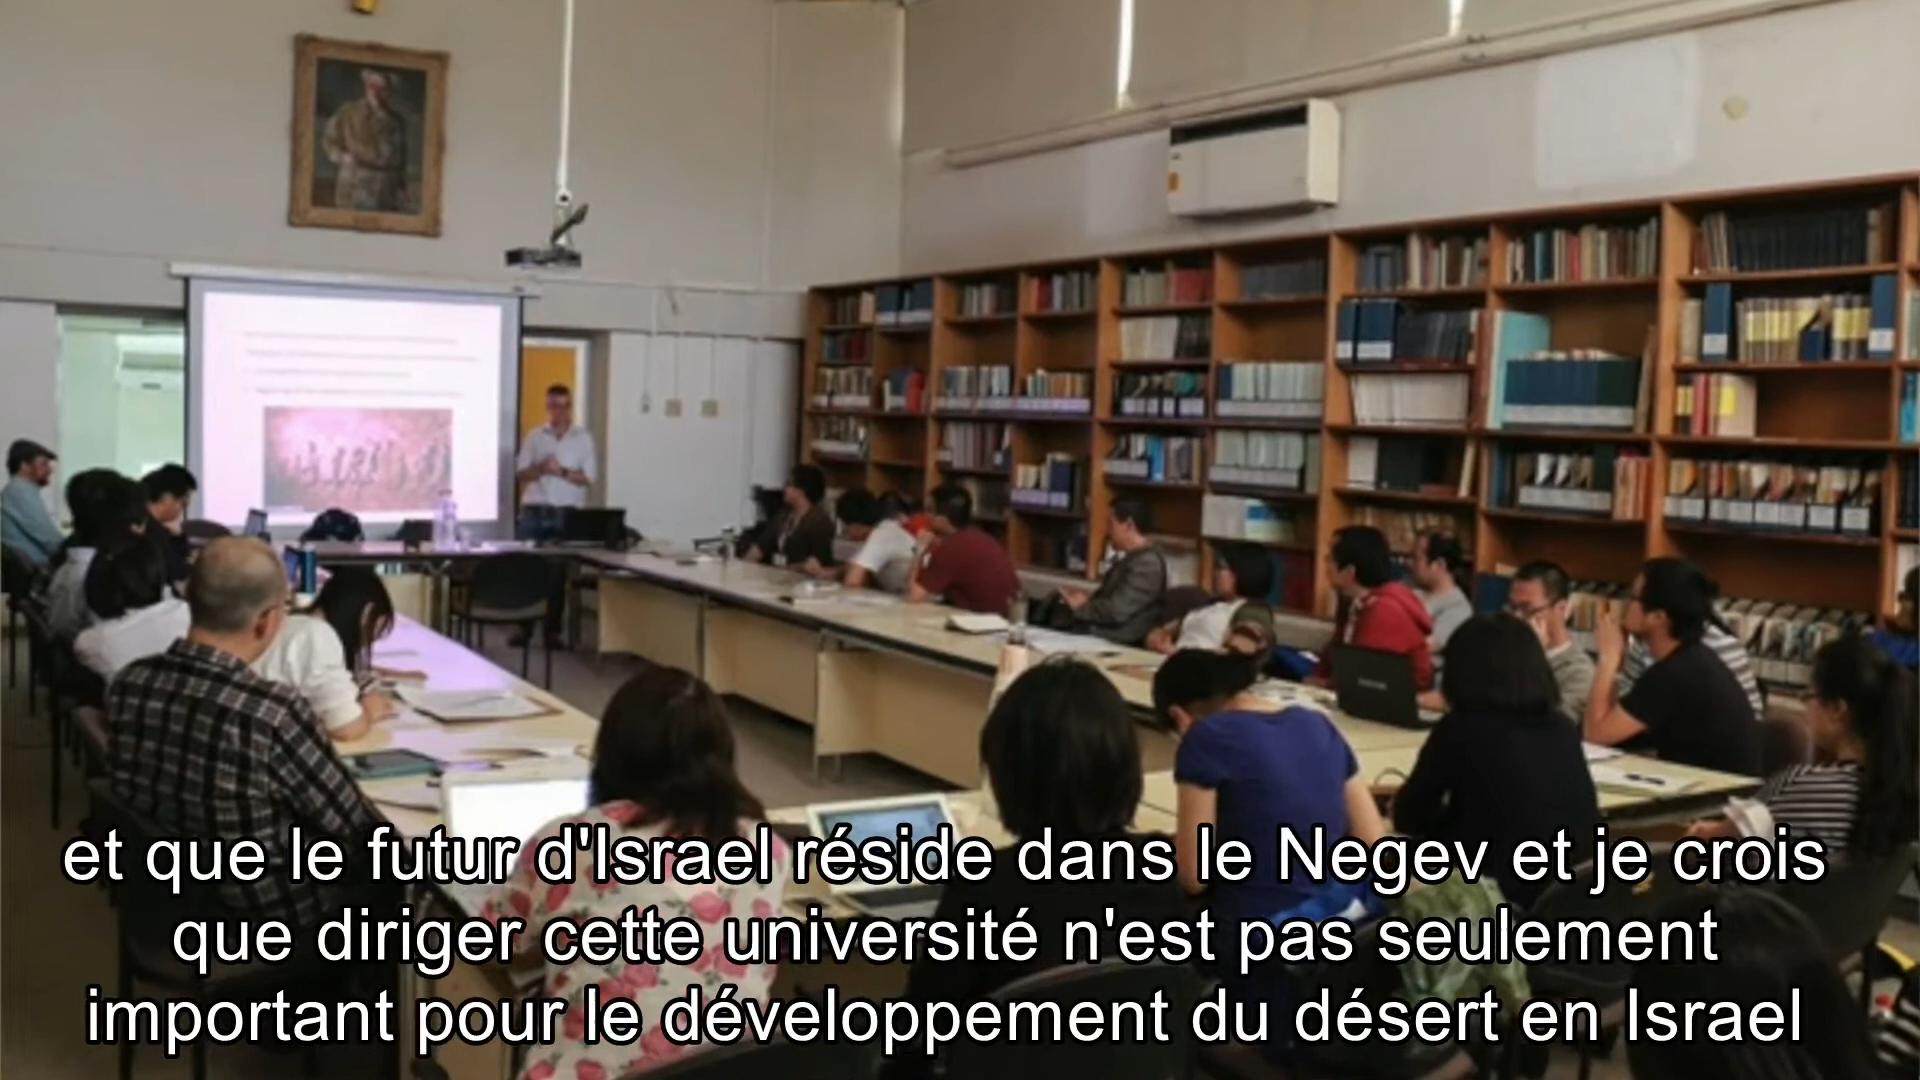 et que le futur d'Israel réside dans le Negev et je crois
que diriger cette université n'est pas seulement
important pour le développement du désert en Israel